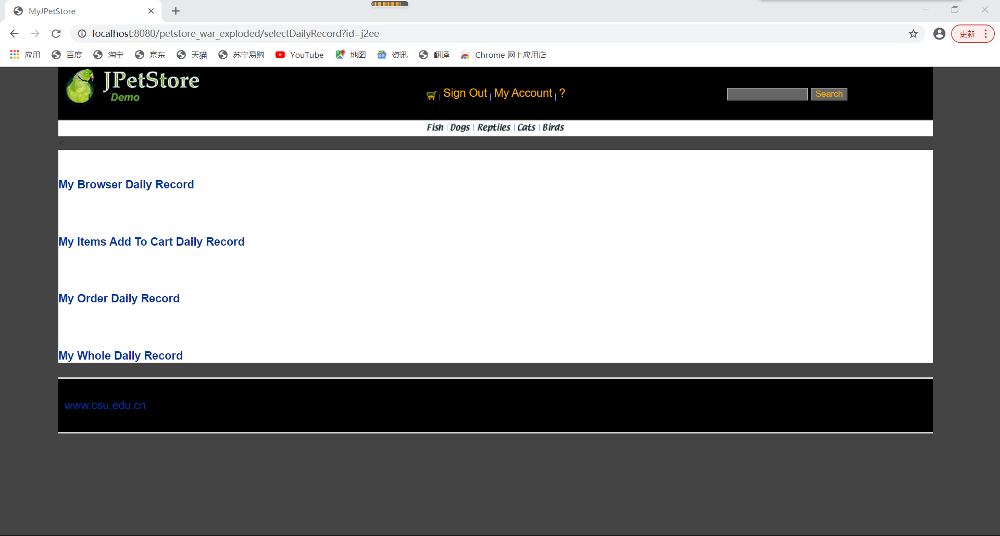 MyJPetStore
localhost:8080/petstore_war_exploded/selectDailyRecord?id=j2ee
更新
应用 百度 淘宝 京东 天猫 苏宁易购 YouTube 地图 资讯 翻译 Chrome 网上应用店
JPetStore
Demo
Sign Out | My Account | ?
Search
Fish | Dogs | Reptiles | Cats | Birds
<
My Browser Daily Record
My Items Add To Cart Daily Record
My Order Daily Record
My Whole Daily Record
www.csu.edu.cn